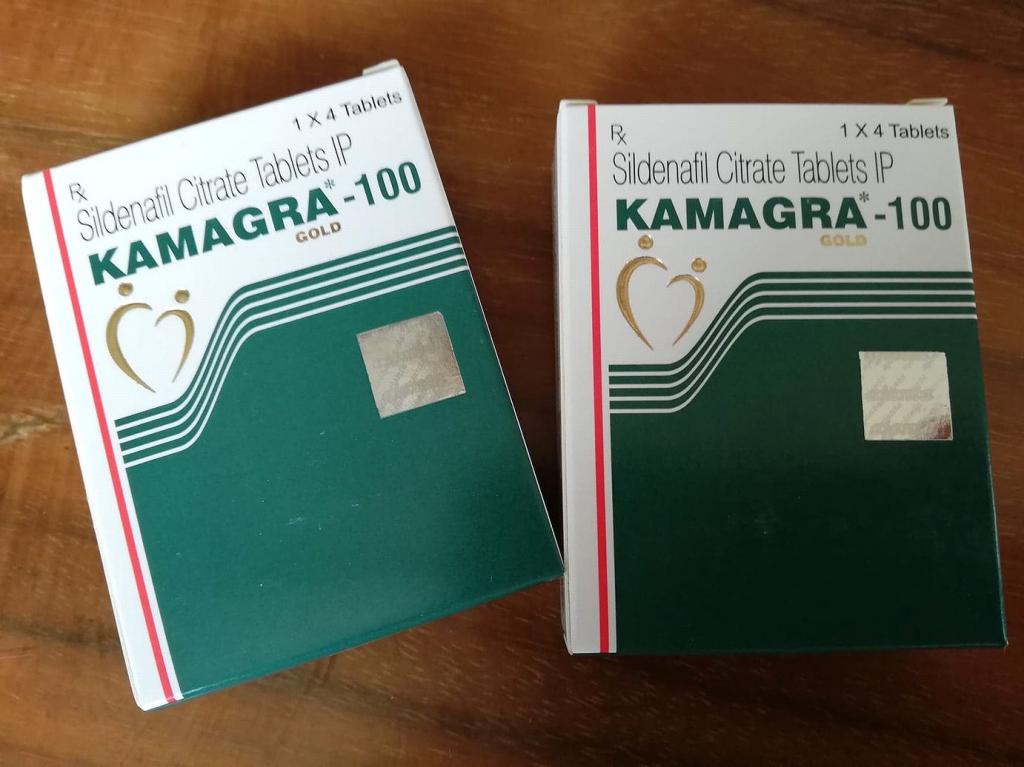 1 X 4 Tablets
Rx
Sildenafil Citrate Tablets IP
KAMAGRA*-100
GOLD
Rx
1 X 4 Tablets
Sildenafil Citrate Tablets IP
KAMAGRA*-100
GOLD